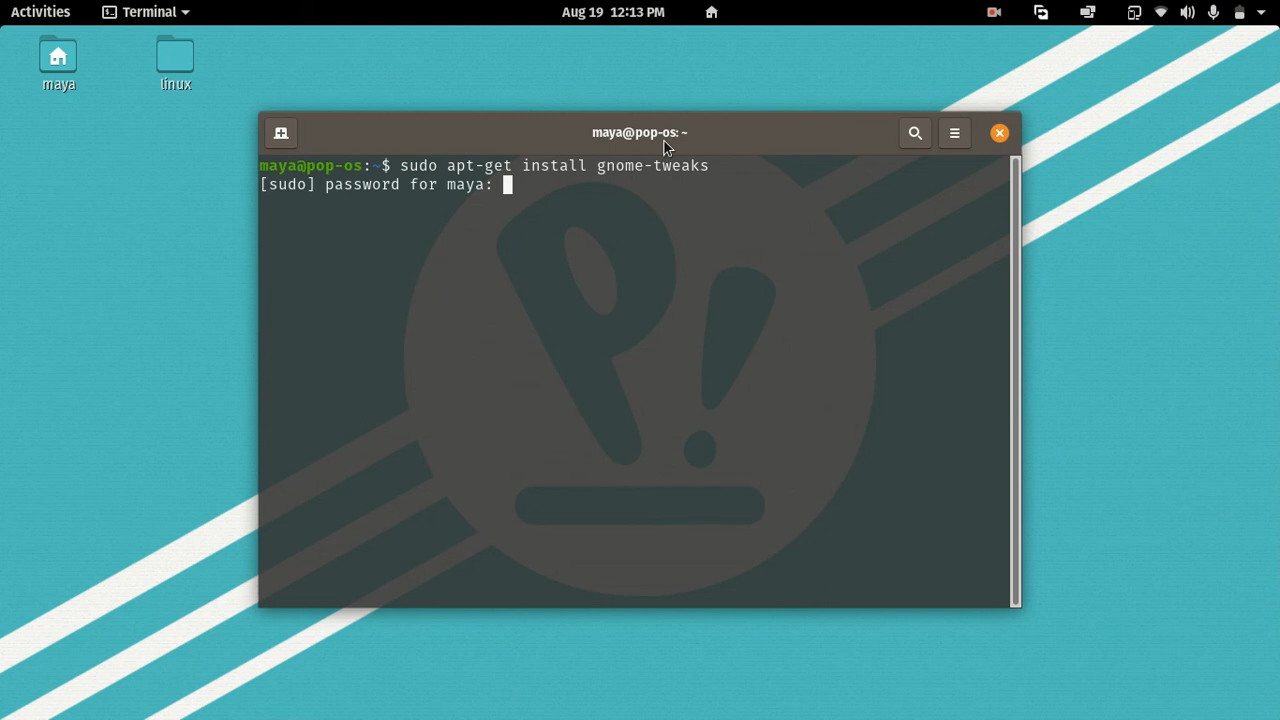 Activities Terminal Aug 19 12:13 PM
maya linux
maya@pop-os: ~
maya@pop-os:~$ sudo apt-get install gnome-tweaks
[sudo] password for maya:
P!